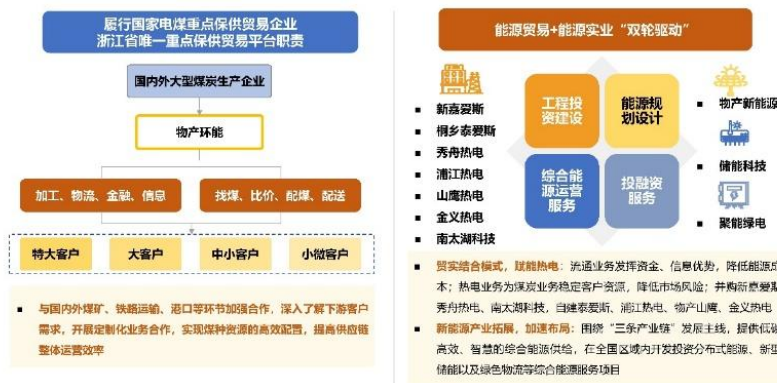 履行国家电煤重点保供贸易企业
浙江省唯一重点保供贸易平台职责
国内外大型煤炭生产企业
物产环能
加工、物流、金融、信息
找煤、比价、配煤、配送
特大客户
大客户
中小客户
小微客户
▪ 与国内外煤矿、铁路运输、港口等环节加强合作，深入了解下游客户
需求，开展定制化业务合作，实现煤种资源的高效配置，提高供应链
整体运营效率
能源贸易+能源实业“双轮驱动”
▪ 新嘉爱斯
▪ 桐乡泰爱斯
▪ 秀舟热电
▪ 浦江热电
▪ 山鹰热电
▪ 金义热电
▪ 南太湖科技
工程投
资建设
能源规
划设计
综合能
源运营
服务
投融资
服务
▪ 物产新能源
▪ 储能科技
▪ 聚能绿电
▪ 贸实结合模式，赋能热电：流通业务发挥资金、信息优势，降低能源成
本；热电业务为煤炭业务稳定客户资源，降低市场风险；并购新嘉爱斯
秀舟热电、南太湖科技，自建泰爱斯、浦江热电、物产山鹰、金义热电
▪ 新能源产业拓展，加速布局：围绕“三条产业链”发展主线，提供低碳
高效、智慧的综合能源供给，在全国区域内开发投资分布式能源、新型
储能以及绿色物流等综合能源服务项目